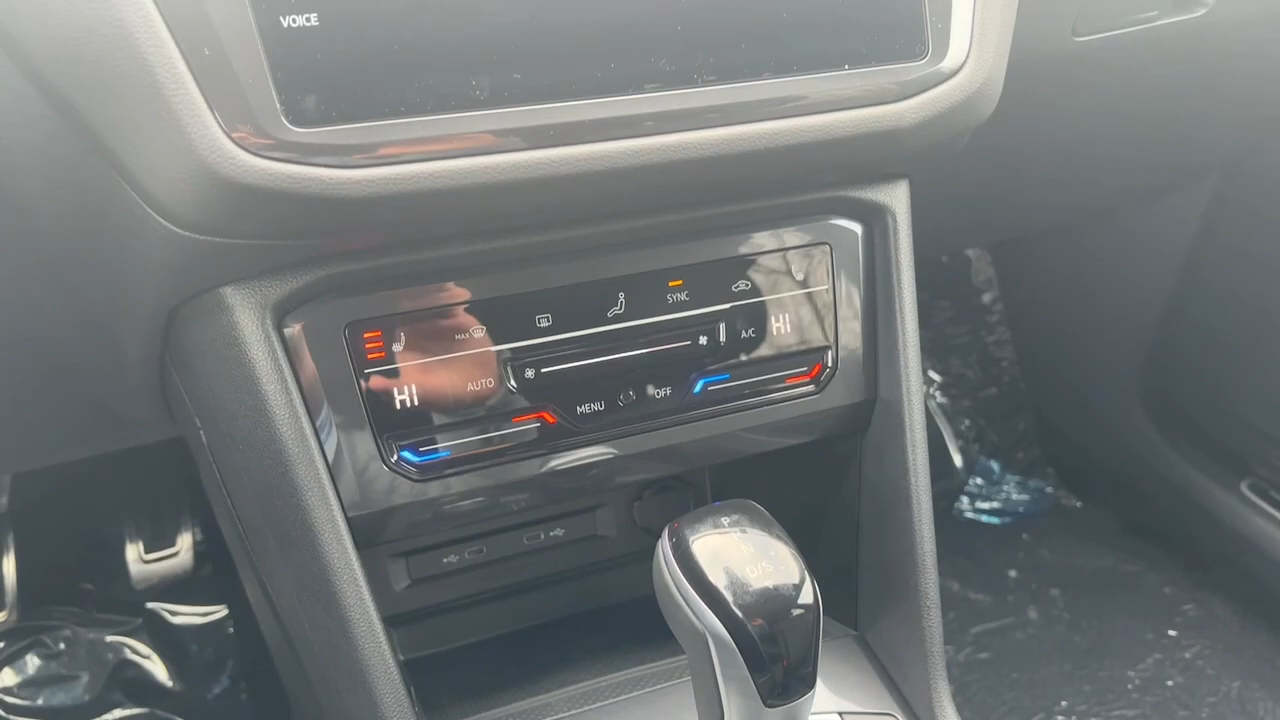 VOICE
SYNC
MAX
HI
A/C
HI
AUTO
MENU
OFF
P
N
D/S